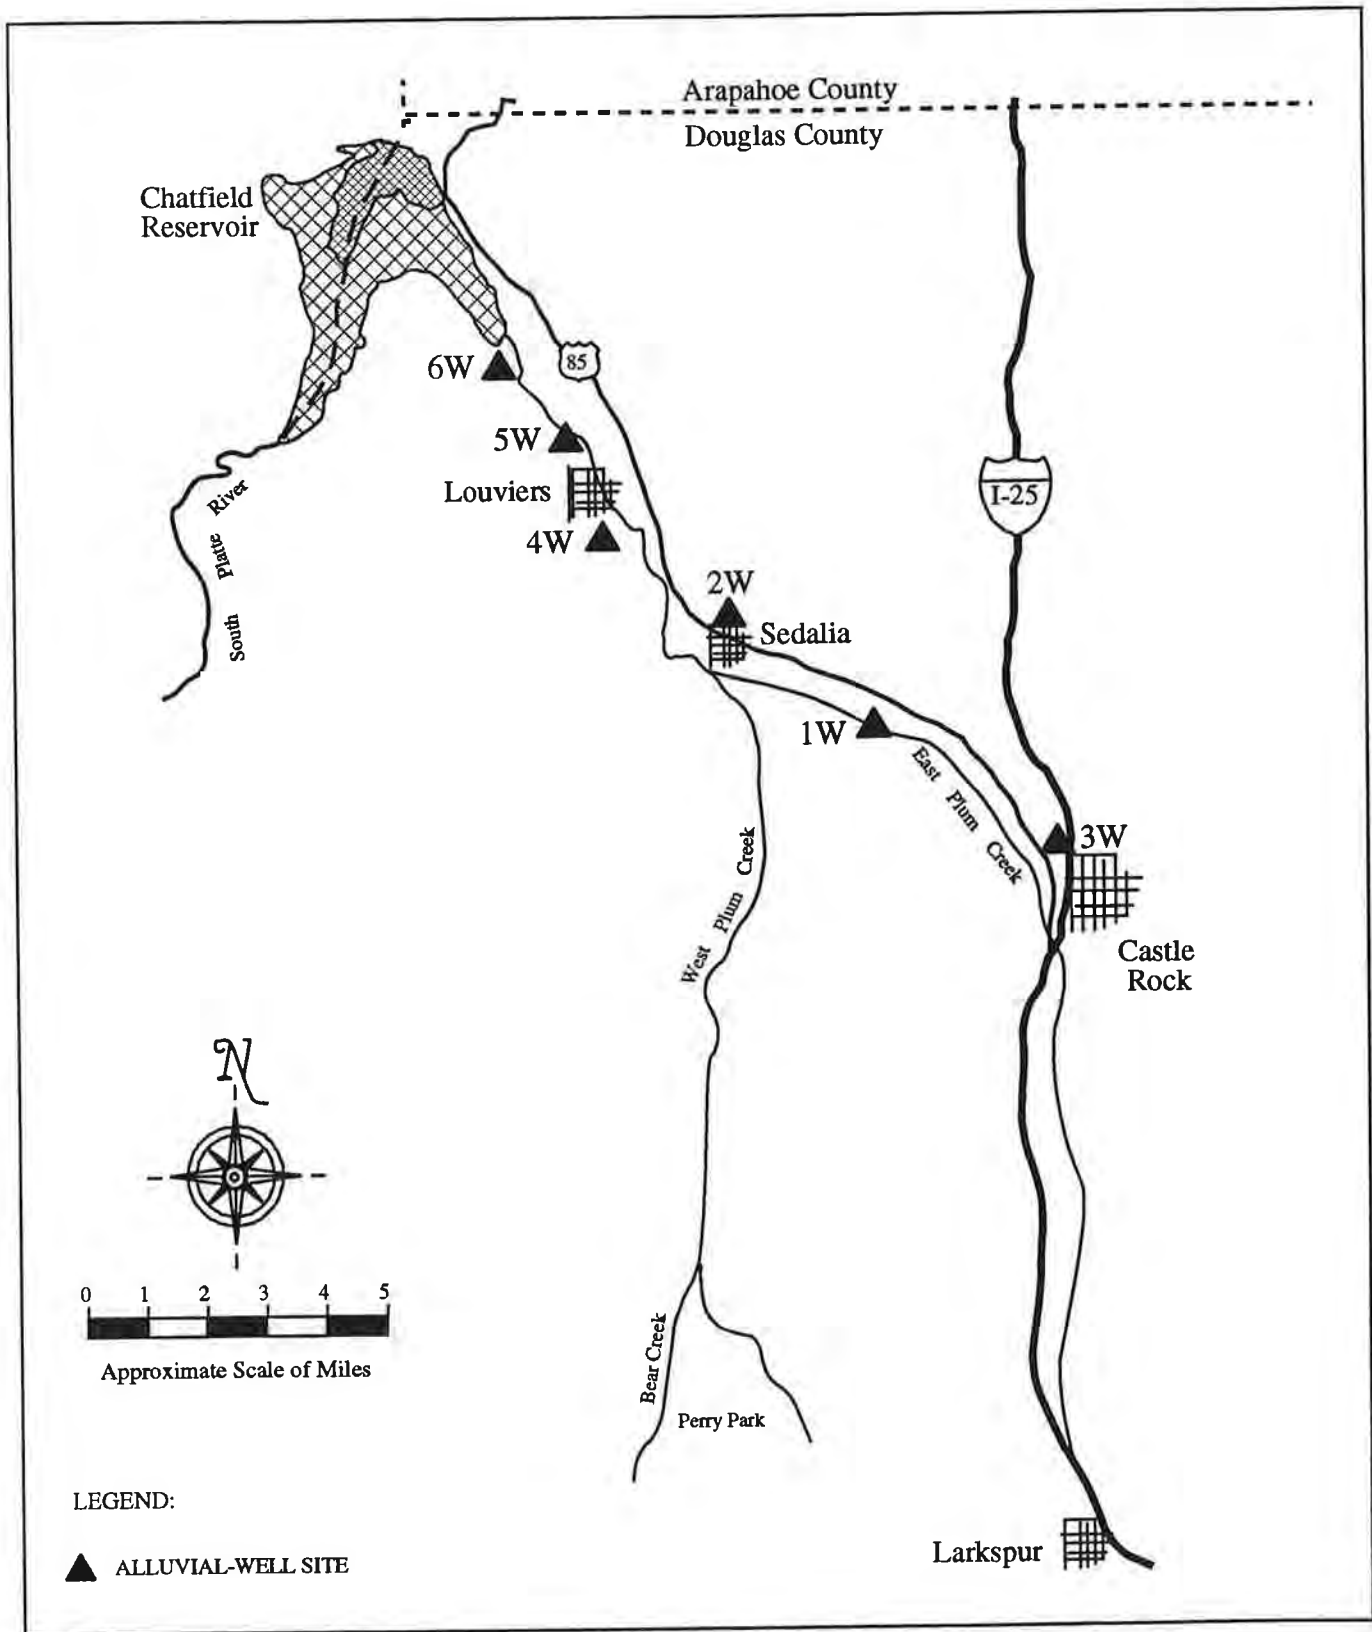 Arapahoe County
Douglas County
Chatfield
Reservoir
6W
85
5W
Louviers
I-25
4W
South Platte River
2W
Sedalia
1W
East Plum Creek
3W
West Plum Creek
Castle
Rock
N
0 1 2 3 4 5
Approximate Scale of Miles
Bear Creek
Perry Park
LEGEND:
ALLUVIAL-WELL SITE
Larkspur